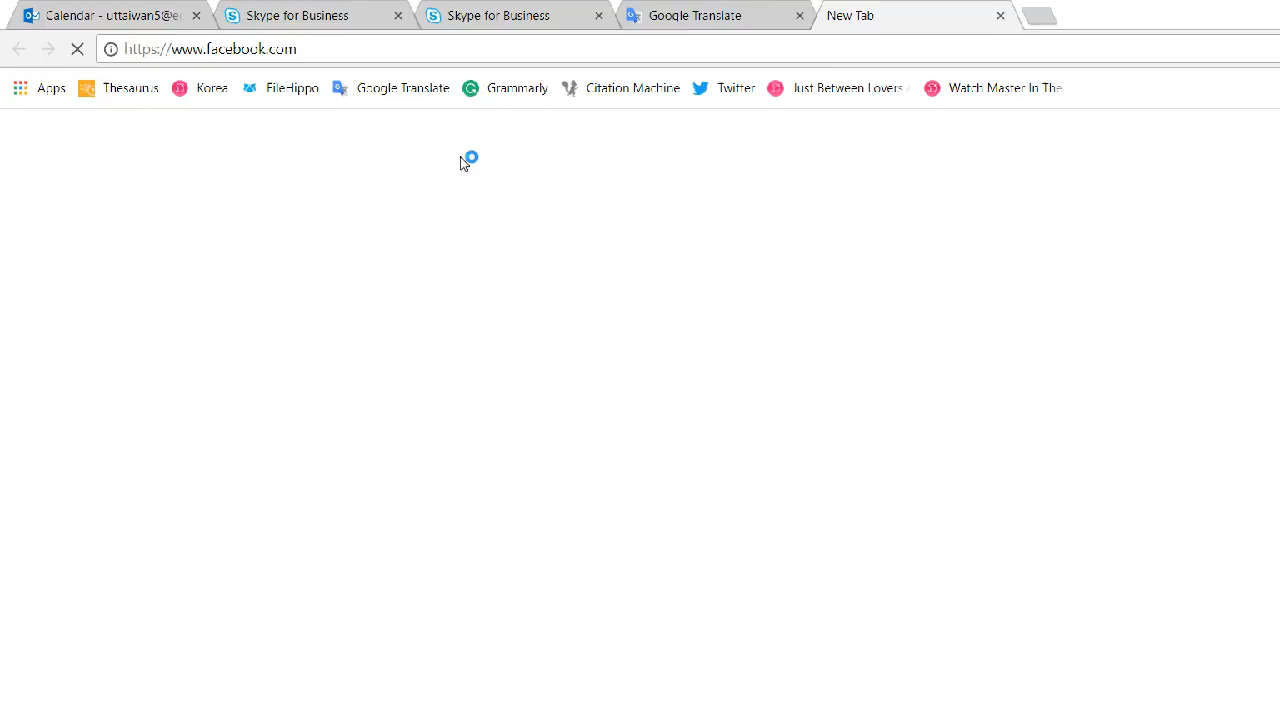 Calendar - uttaiwan5@e Skype for Business Skype for Business Google Translate New Tab
https://www.facebook.com
Apps Thesaurus Korea FileHippo Google Translate Grammarly Citation Machine Twitter Just Between Lovers Watch Master In The